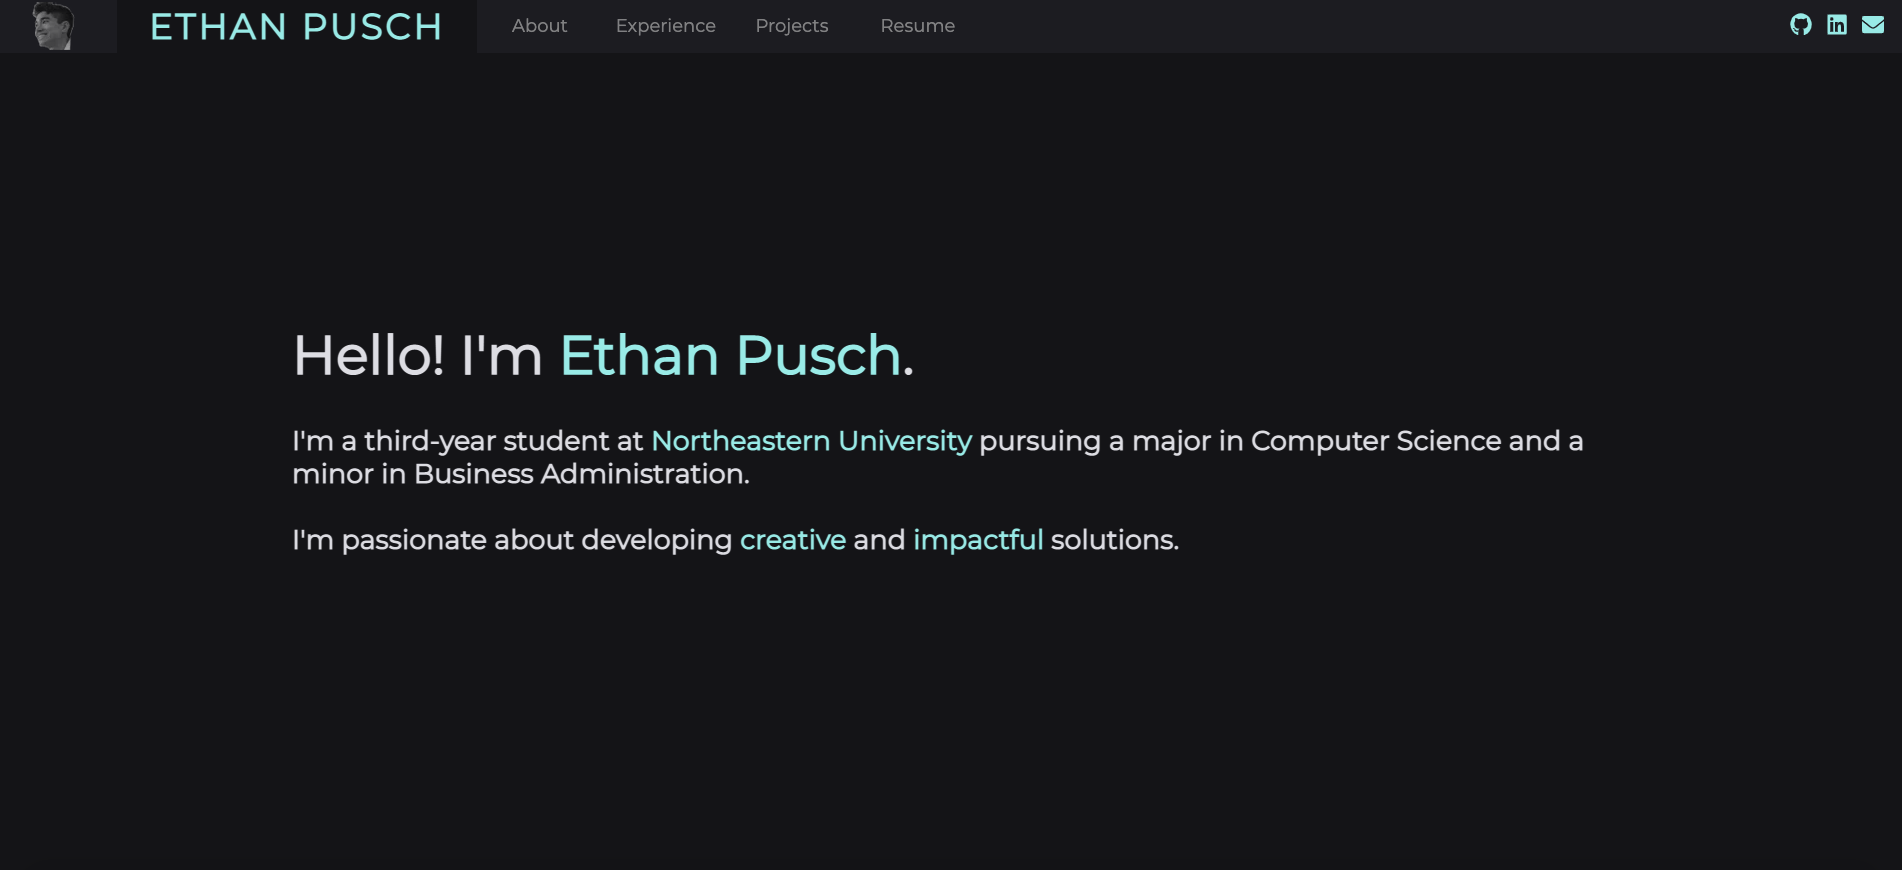 ETHAN PUSCH
About
Experience
Projects
Resume
Hello! I'm Ethan Pusch.
I'm a third-year student at Northeastern University pursuing a major in Computer Science and a
minor in Business Administration.
I'm passionate about developing creative and impactful solutions.